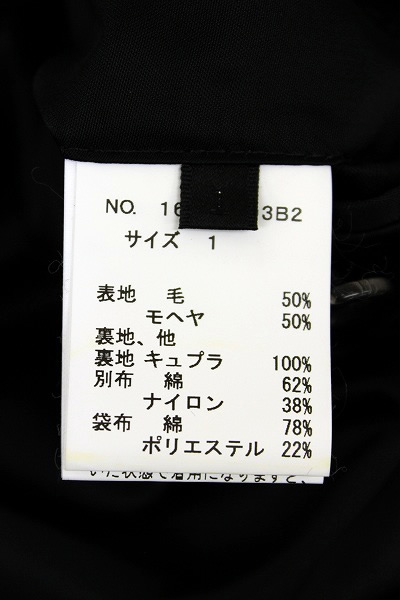 NO. 16 3B2
サイズ 1
表地 毛 50%
モヘヤ 50%
裏地、他
裏地 キュプラ 100%
別布 綿 62%
ナイロン 38%
袋布 綿 78%
ポリエステル 22%